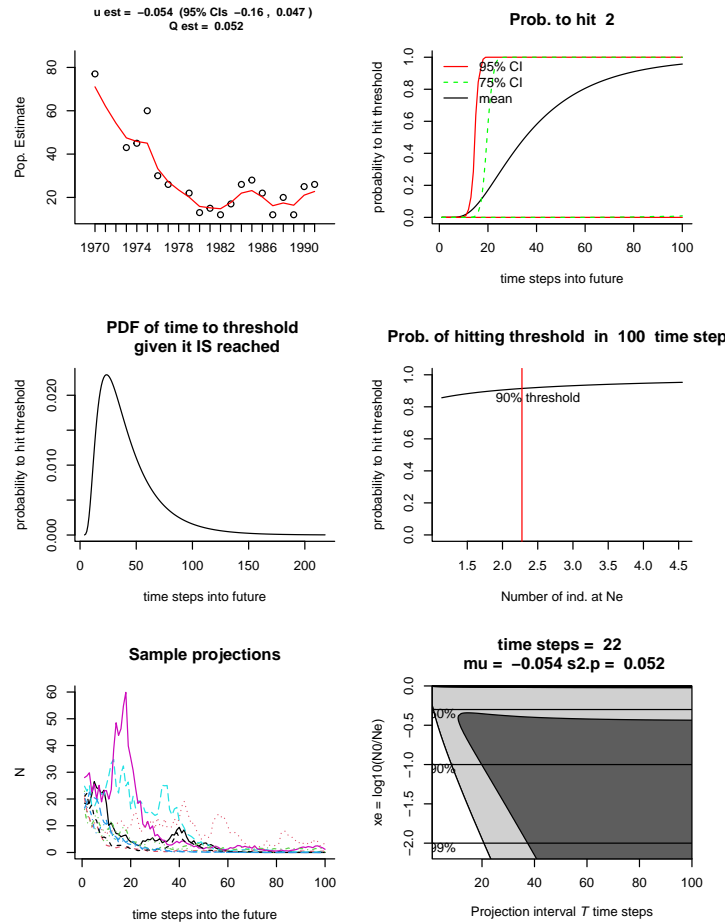 u est = −0.054 (95% CIs −0.16 , 0.047 )
Q est = 0.052
Pop. Estimate
80
60
40
20
1970 1974 1978 1982 1986 1990
Prob. to hit 2
probability to hit threshold
1.0
0.8
0.6
0.4
0.2
0.0
95% CI
75% CI
mean
0 20 40 60 80 100
time steps into future
PDF of time to threshold
given it IS reached
probability to hit threshold
0.020
0.010
0.000
0 50 100 150 200
time steps into future
Prob. of hitting threshold in 100 time step
probability to hit threshold
1.0
0.8
0.6
0.4
0.2
0.0
90% threshold
1.5 2.0 2.5 3.0 3.5 4.0 4.5
Number of ind. at Ne
Sample projections
N
60
50
40
30
20
10
0
0 20 40 60 80 100
time steps into the future
time steps = 22
mu = −0.054 s2.p = 0.052
xe = log10(N0/Ne)
0.0
−0.5
−1.0
−1.5
−2.0
90%
99%
20 40 60 80 100
Projection interval T time steps